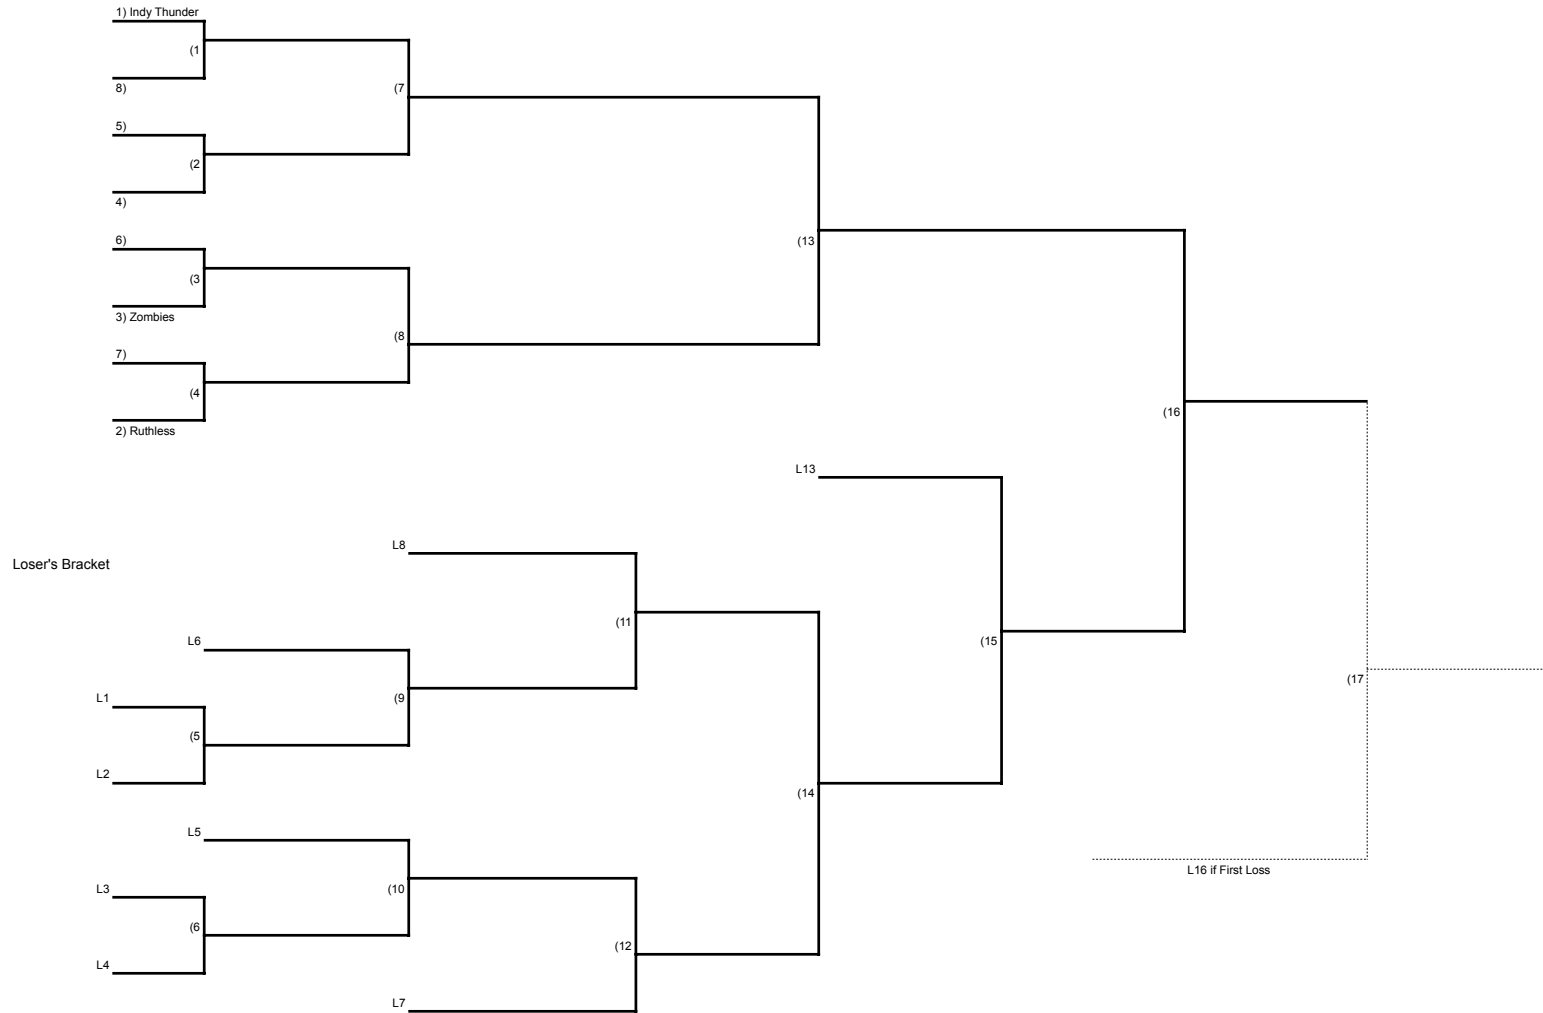 1) Indy Thunder
(1
8)
(7
5)
(2
4)
6)
(13
(3
3) Zombies
(8
7)
(4
(16
2) Ruthless
L13
L8
Loser's Bracket
(11
L6
(15
(17
L1
(9
(5
L2
(14
L5
L16 if First Loss
L3
(10
(6
(12
L4
L7